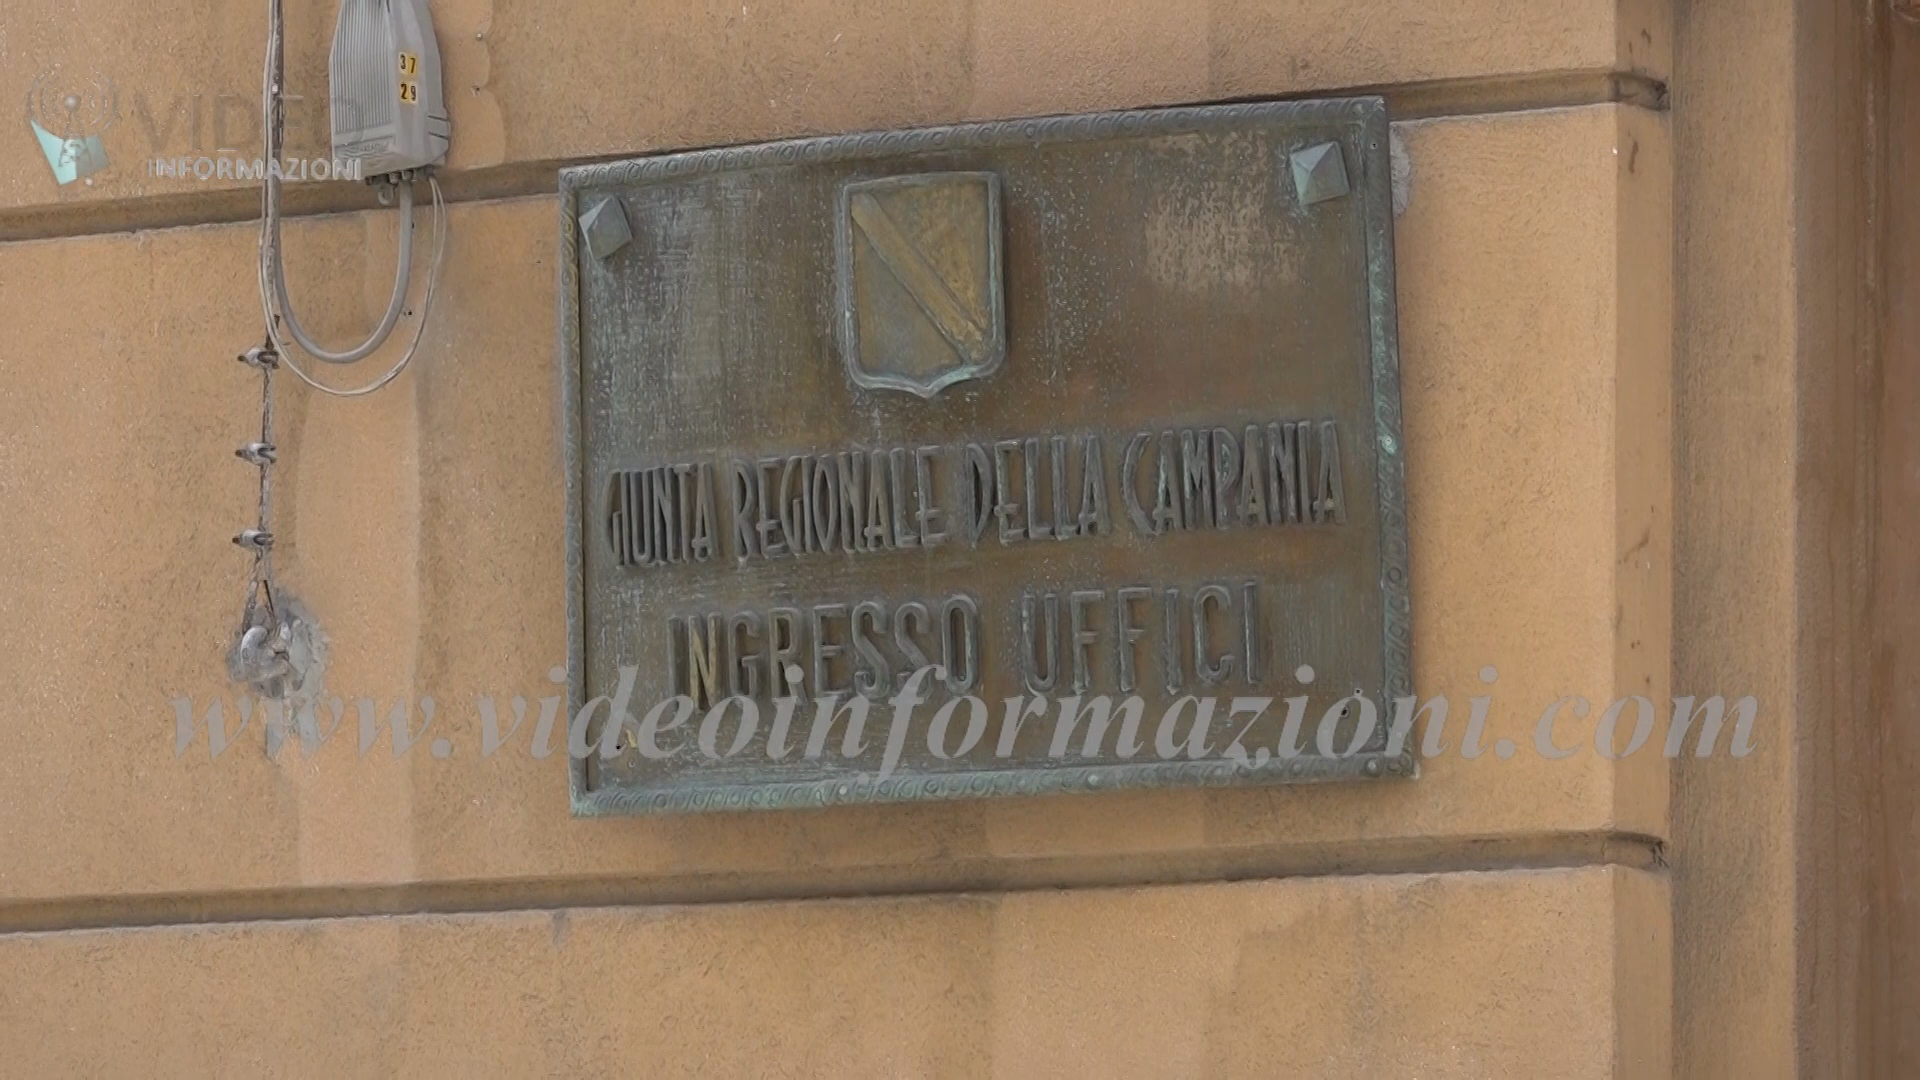 37
29
VIDEO
INFORMAZIONI
GIUNTA REGIONALE DELLA CAMPANIA
INGRESSO UFFICI
www.videoinformazioni.com